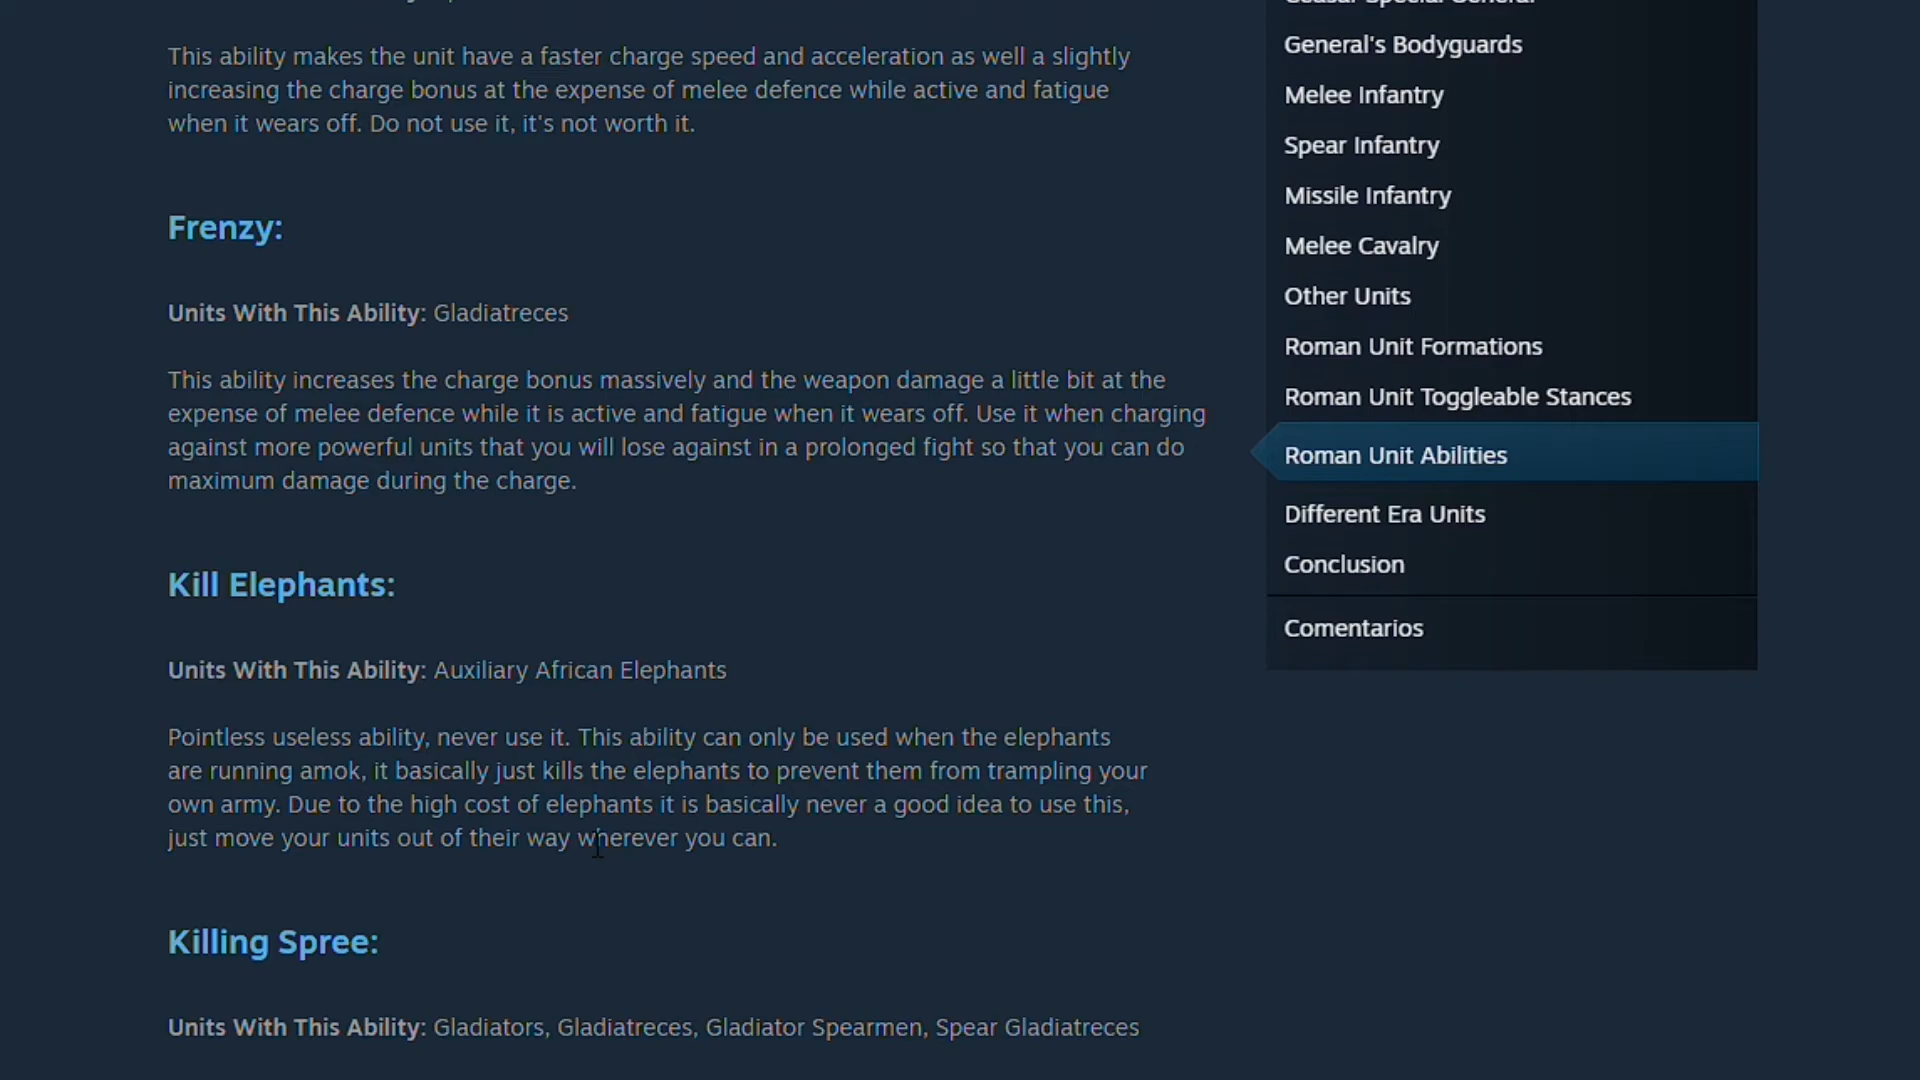 This ability makes the unit have a faster charge speed and acceleration as well a slightly
increasing the charge bonus at the expense of melee defence while active and fatigue
when it wears off. Do not use it, it's not worth it.
Frenzy:
Units With This Ability: Gladiatreces
This ability increases the charge bonus massively and the weapon damage a little bit at the
expense of melee defence while it is active and fatigue when it wears off. Use it when charging
against more powerful units that you will lose against in a prolonged fight so that you can do
maximum damage during the charge.
Kill Elephants:
Units With This Ability: Auxiliary African Elephants
Pointless useless ability, never use it. This ability can only be used when the elephants
are running amok, it basically just kills the elephants to prevent them from trampling your
own army. Due to the high cost of elephants it is basically never a good idea to use this,
just move your units out of their way wherever you can.
Killing Spree:
Units With This Ability: Gladiators, Gladiatreces, Gladiator Spearmen, Spear Gladiatreces
General's Bodyguards
Melee Infantry
Spear Infantry
Missile Infantry
Melee Cavalry
Other Units
Roman Unit Formations
Roman Unit Toggleable Stances
Roman Unit Abilities
Different Era Units
Conclusion
Comentarios